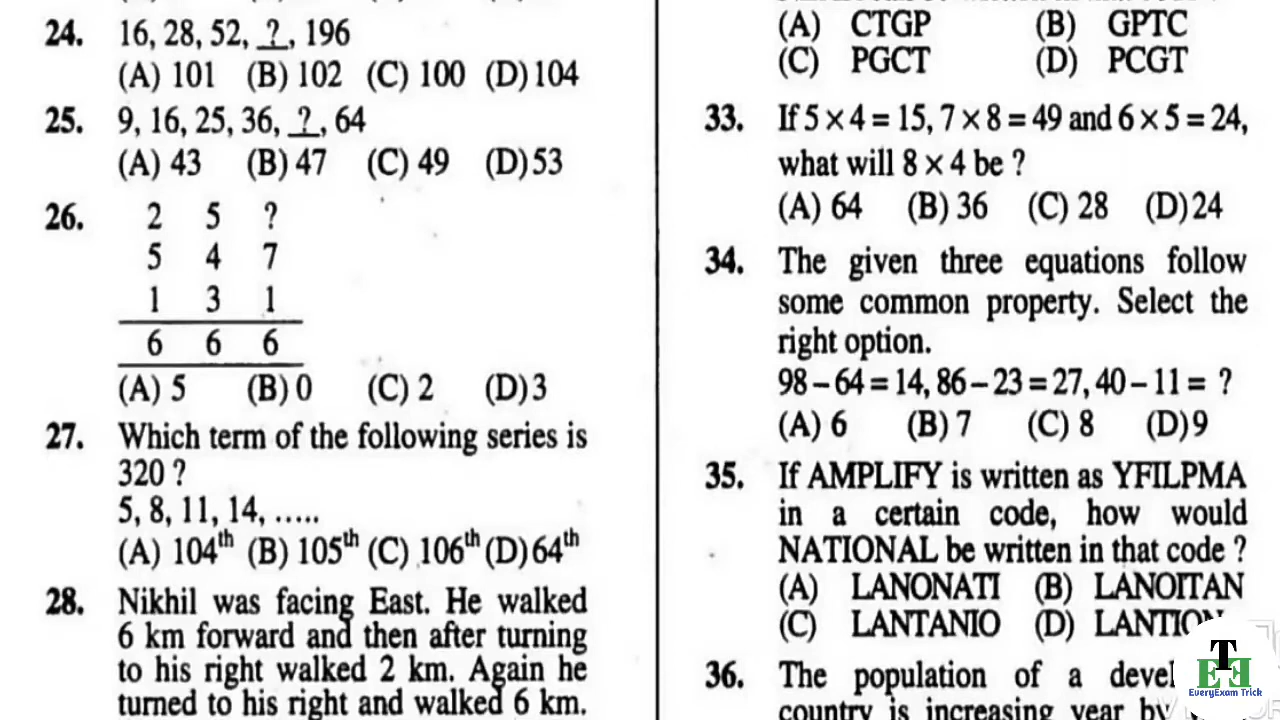 24. 16, 28, 52, ?, 196
(A) 101 (B) 102 (C) 100 (D) 104
25. 9, 16, 25, 36, ?, 64
(A) 43 (B) 47 (C) 49 (D) 53
26. 2 5 ?
5 4 7
1 3 1
6 6 6
(A) 5 (B) 0 (C) 2 (D) 3
27. Which term of the following series is
320 ?
5, 8, 11, 14, .....
(A) 104th (B) 105th (C) 106th (D) 64th
28. Nikhil was facing East. He walked
6 km forward and then after turning
to his right walked 2 km. Again he
turned to his right and walked 6 km.
(A) CTGP (B) GPTC
(C) PGCT (D) PCGT
33. If 5 × 4 = 15, 7 × 8 = 49 and 6 × 5 = 24,
what will 8 × 4 be ?
(A) 64 (B) 36 (C) 28 (D) 24
34. The given three equations follow
some common property. Select the
right option.
98 – 64 = 14, 86 – 23 = 27, 40 – 11 = ?
(A) 6 (B) 7 (C) 8 (D) 9
35. If AMPLIFY is written as YFILPMA
in a certain code, how would
NATIONAL be written in that code ?
(A) LANONATI (B) LANOITAN
(C) LANTANIO (D)
36. The population of a
country is increasing year by
T
EE
EveryExam Trick